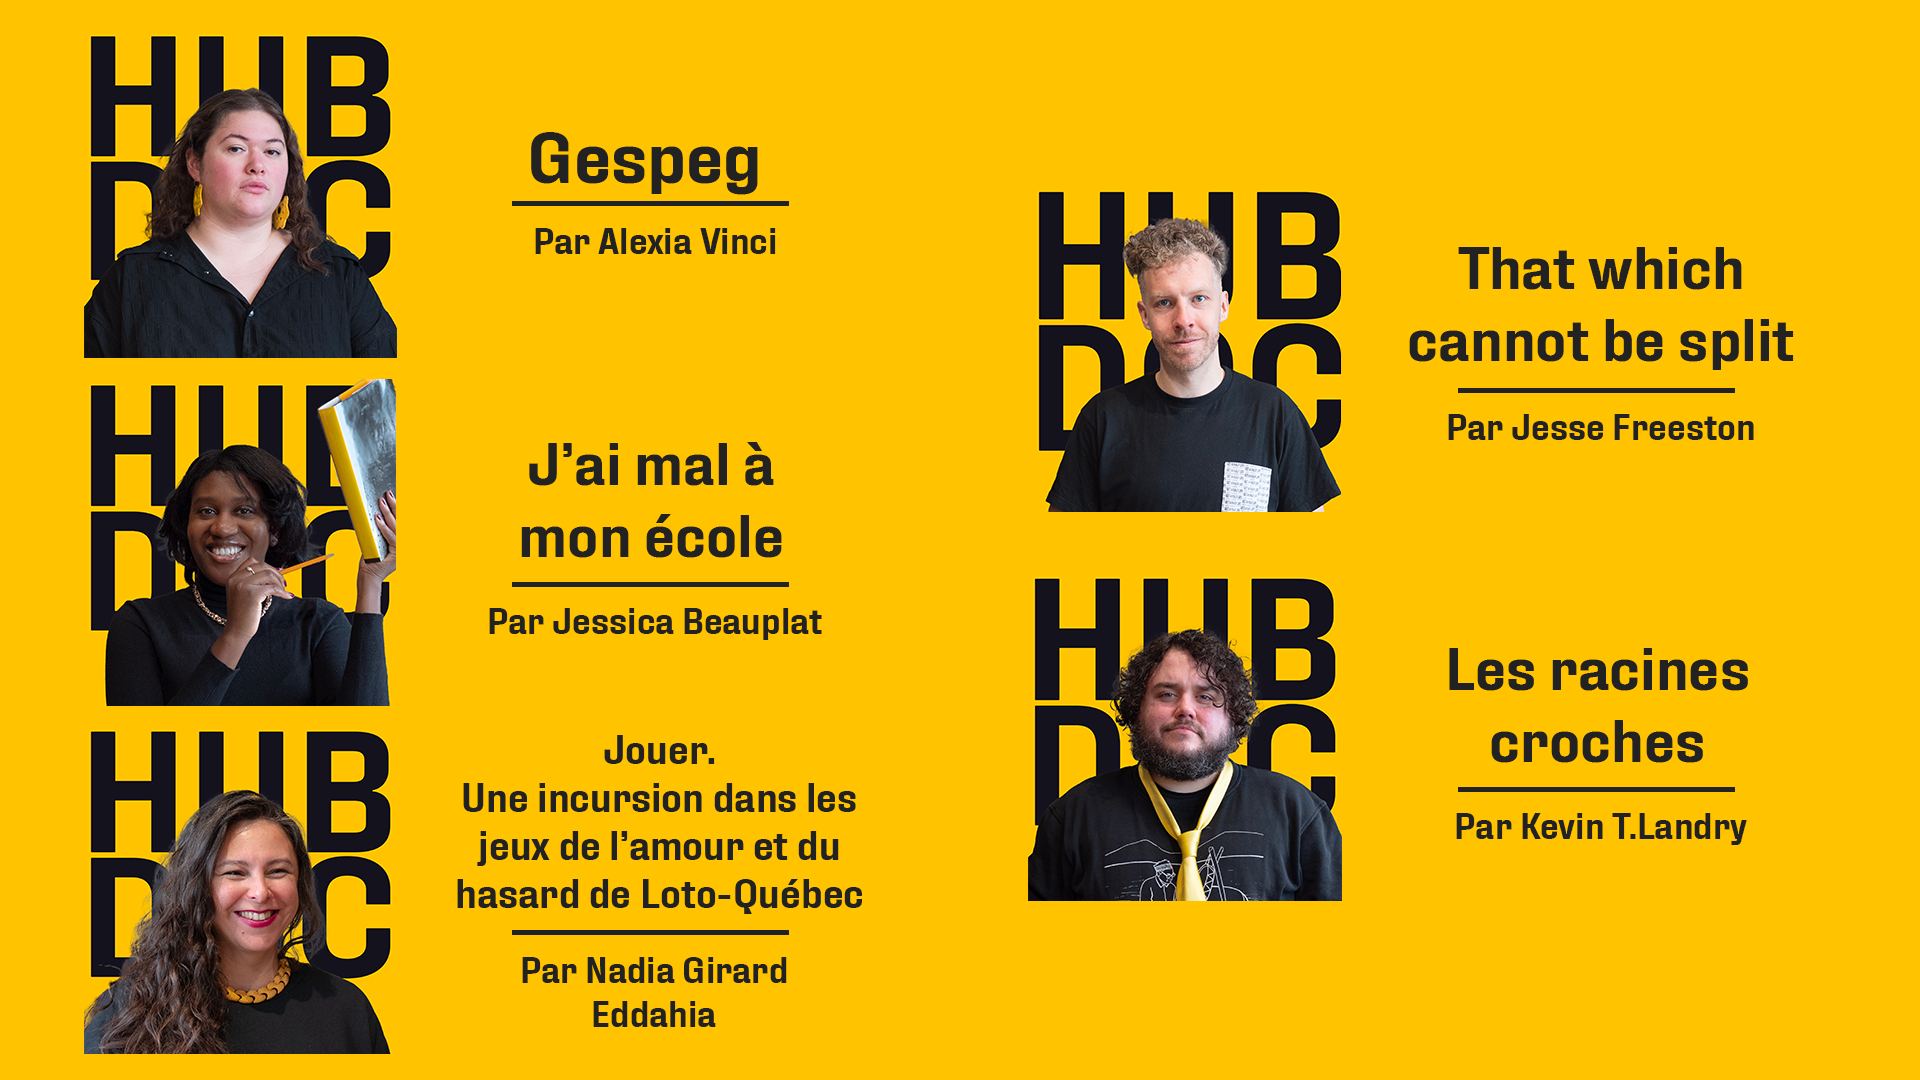 HUB
DOC
Gespeg
Par Alexia Vinci
HUB
DOC
J’ai mal à
mon école
Par Jessica Beauplat
HUB
DOC
Jouer.
Une incursion dans les
jeux de l’amour et du
hasard de Loto-Québec
Par Nadia Girard
Eddahia
HUB
DOC
That which
cannot be split
Par Jesse Freeston
HUB
DOC
Les racines
croches
Par Kevin T.Landry